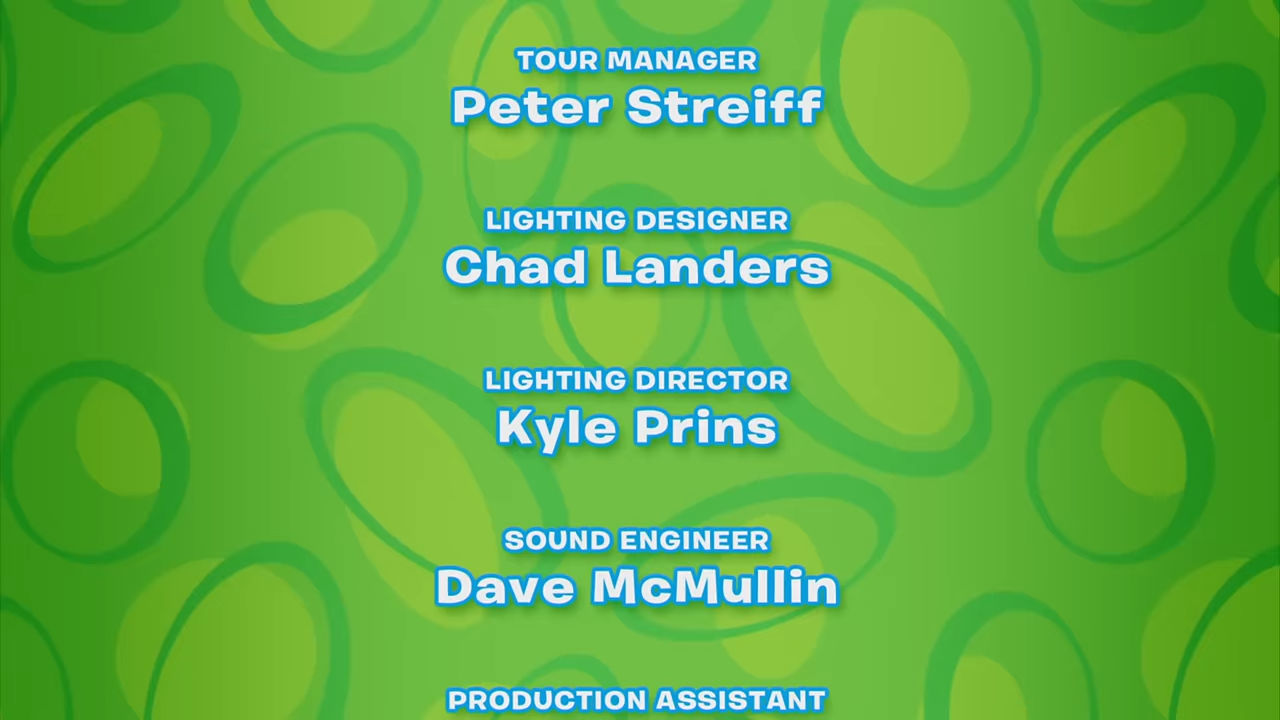 TOUR MANAGER
Peter Streiff
LIGHTING DESIGNER
Chad Landers
LIGHTING DIRECTOR
Kyle Prins
SOUND ENGINEER
Dave McMullin
PRODUCTION ASSISTANT